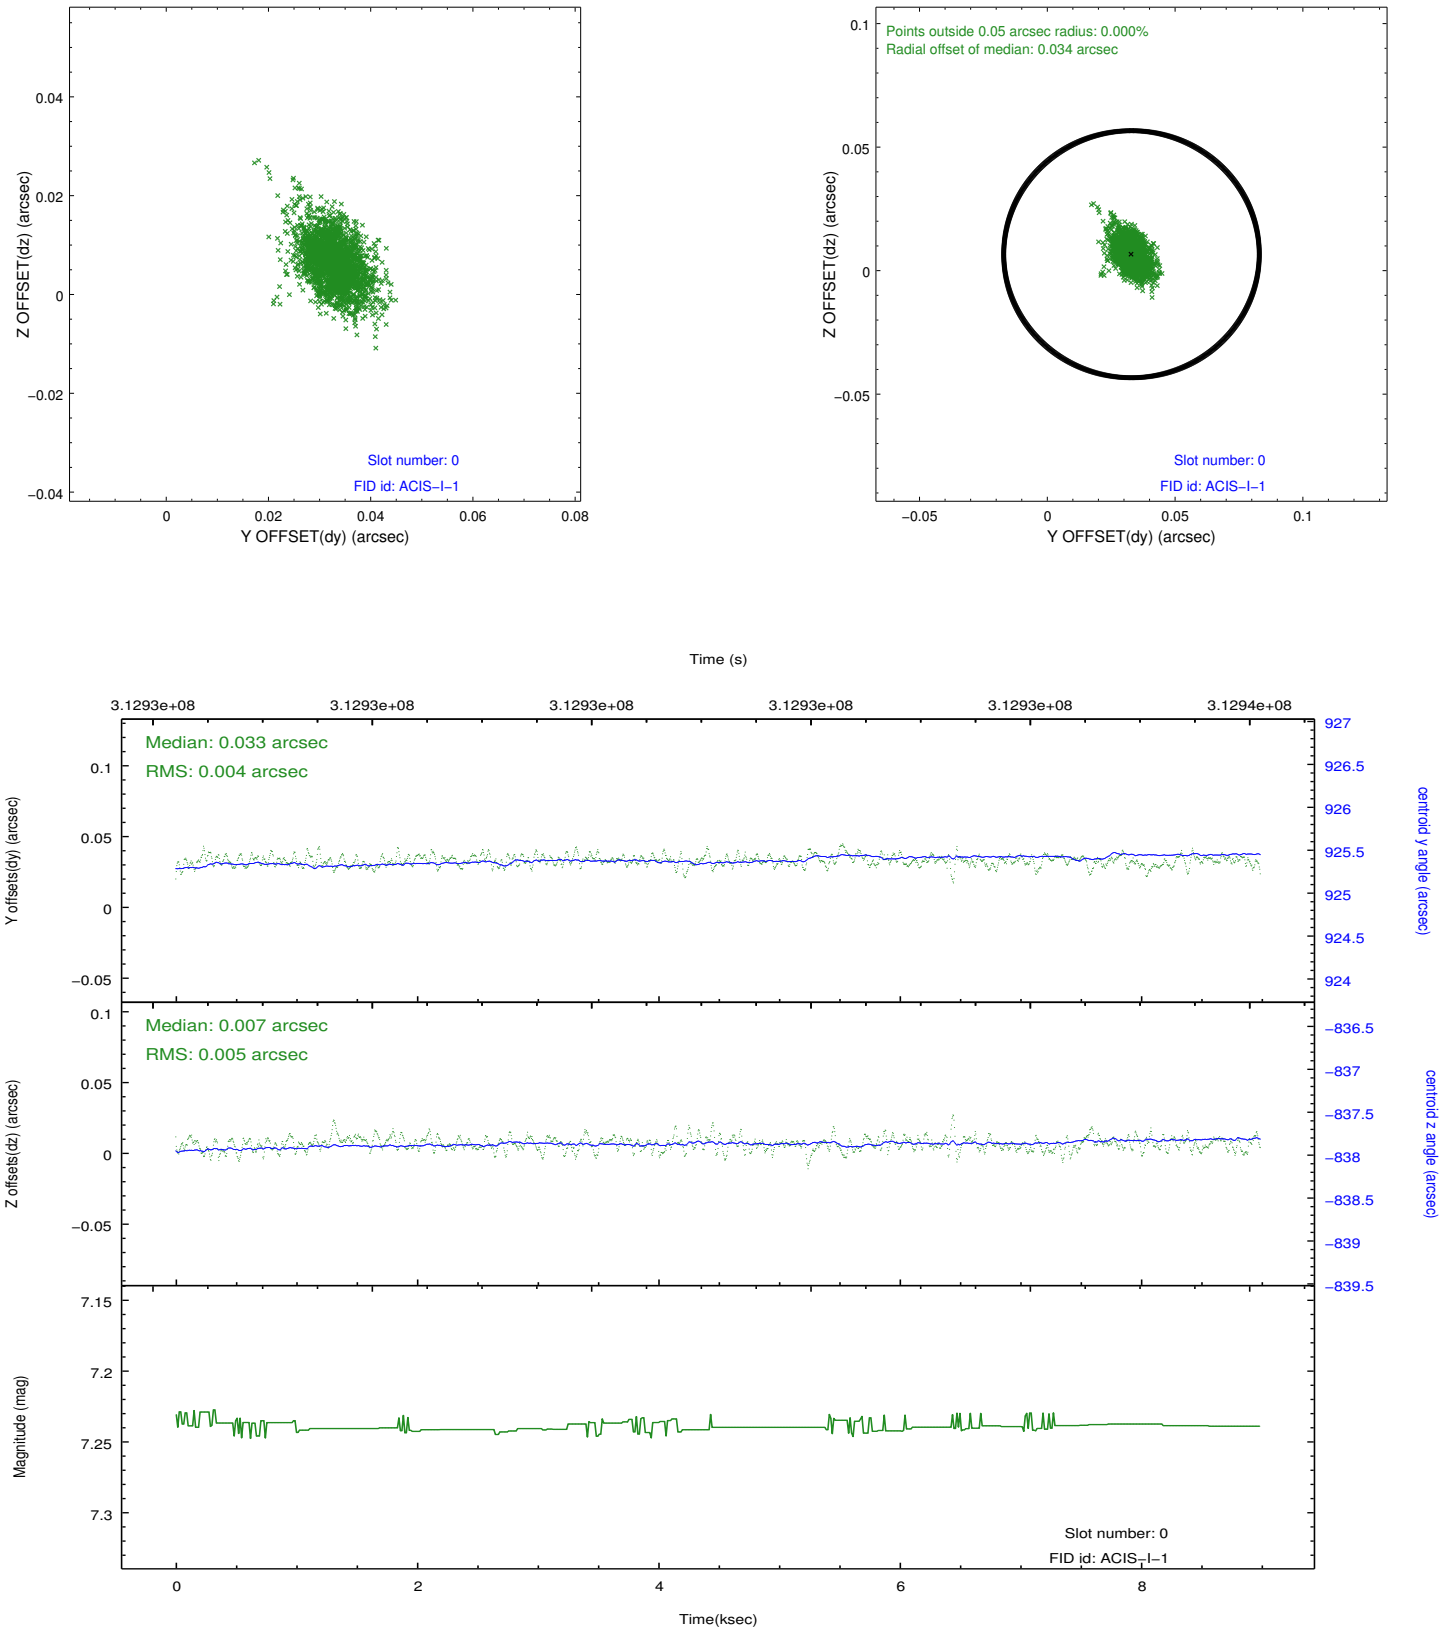 0.04
0.02
0
−0.02
−0.04
Z OFFSET(dz) (arcsec)
Slot number: 0
FID id: ACIS−I−1
0
0.02
0.04
0.06
0.08
Y OFFSET(dy) (arcsec)
Points outside 0.05 arcsec radius: 0.000%
Radial offset of median: 0.034 arcsec
0.1
0.05
0
−0.05
Z OFFSET(dz) (arcsec)
Slot number: 0
FID id: ACIS−I−1
−0.05
0
0.05
0.1
Y OFFSET(dy) (arcsec)
Time (s)
3.1293e+08
3.1293e+08
3.1293e+08
3.1293e+08
3.1293e+08
3.1294e+08
Median: 0.033 arcsec
RMS: 0.004 arcsec
0.1
0.05
0
−0.05
Y offsets(dy) (arcsec)
927
926.5
926
925.5
925
924.5
924
centroid y angle (arcsec)
Median: 0.007 arcsec
RMS: 0.005 arcsec
0.1
0.05
0
−0.05
Z offsets(dz) (arcsec)
−836.5
−837
−837.5
−838
−838.5
−839
−839.5
centroid z angle (arcsec)
7.15
7.2
7.25
7.3
Magnitude (mag)
Slot number: 0
FID id: ACIS−I−1
0
2
4
6
8
Time(ksec)